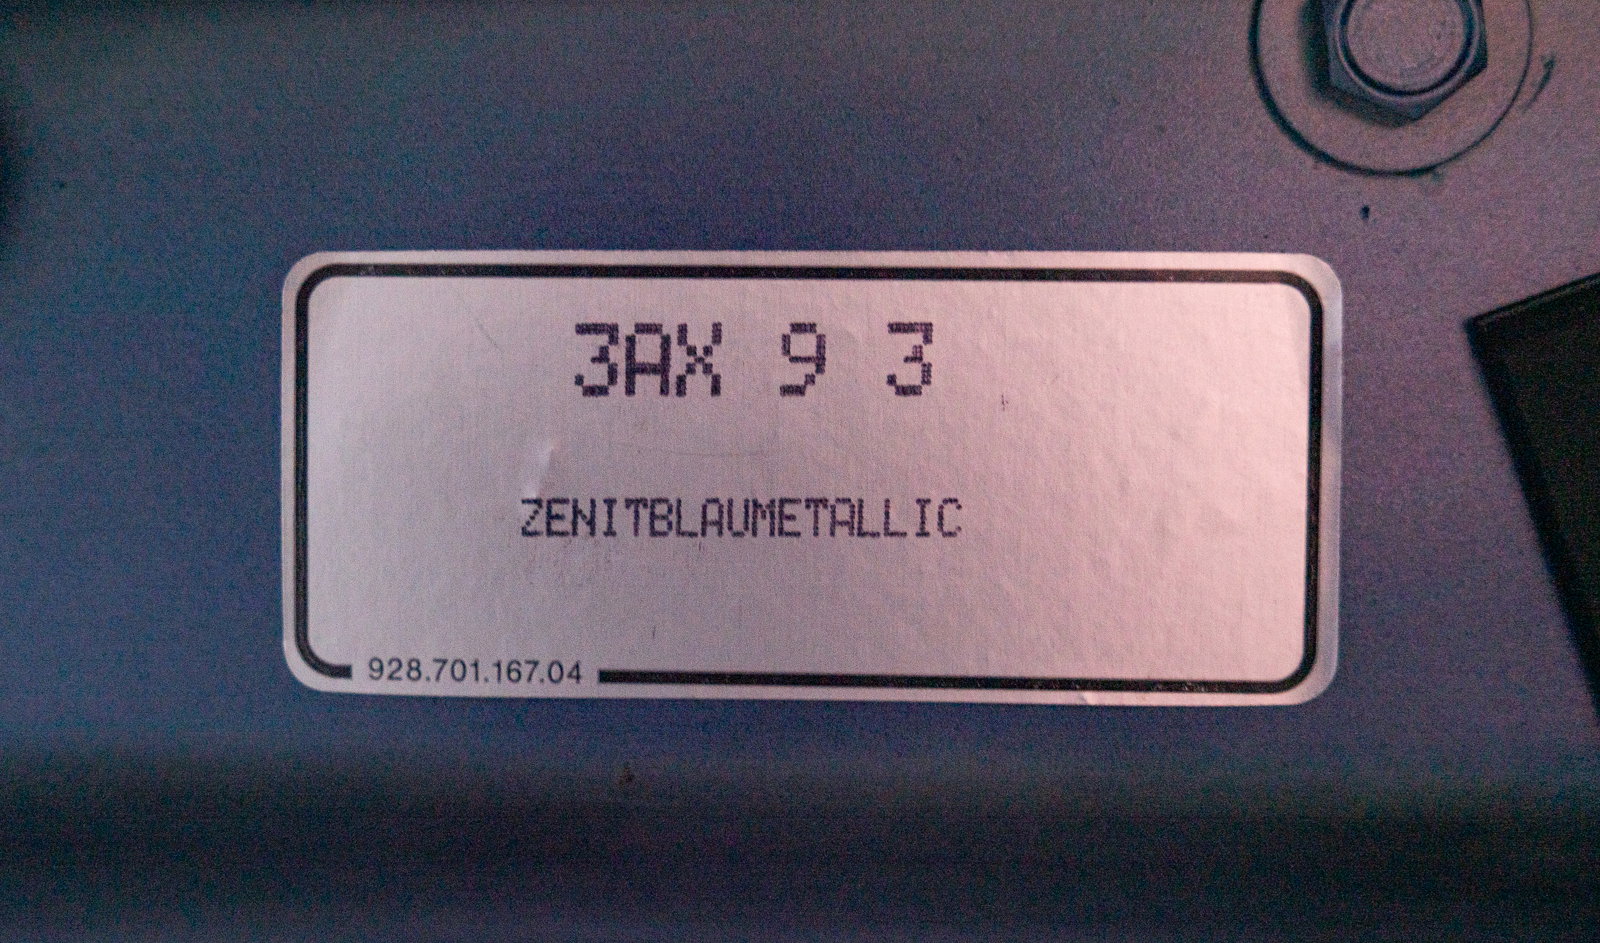 3AX 9 3
ZENITBLAUMETALLIC
928.701.167.04